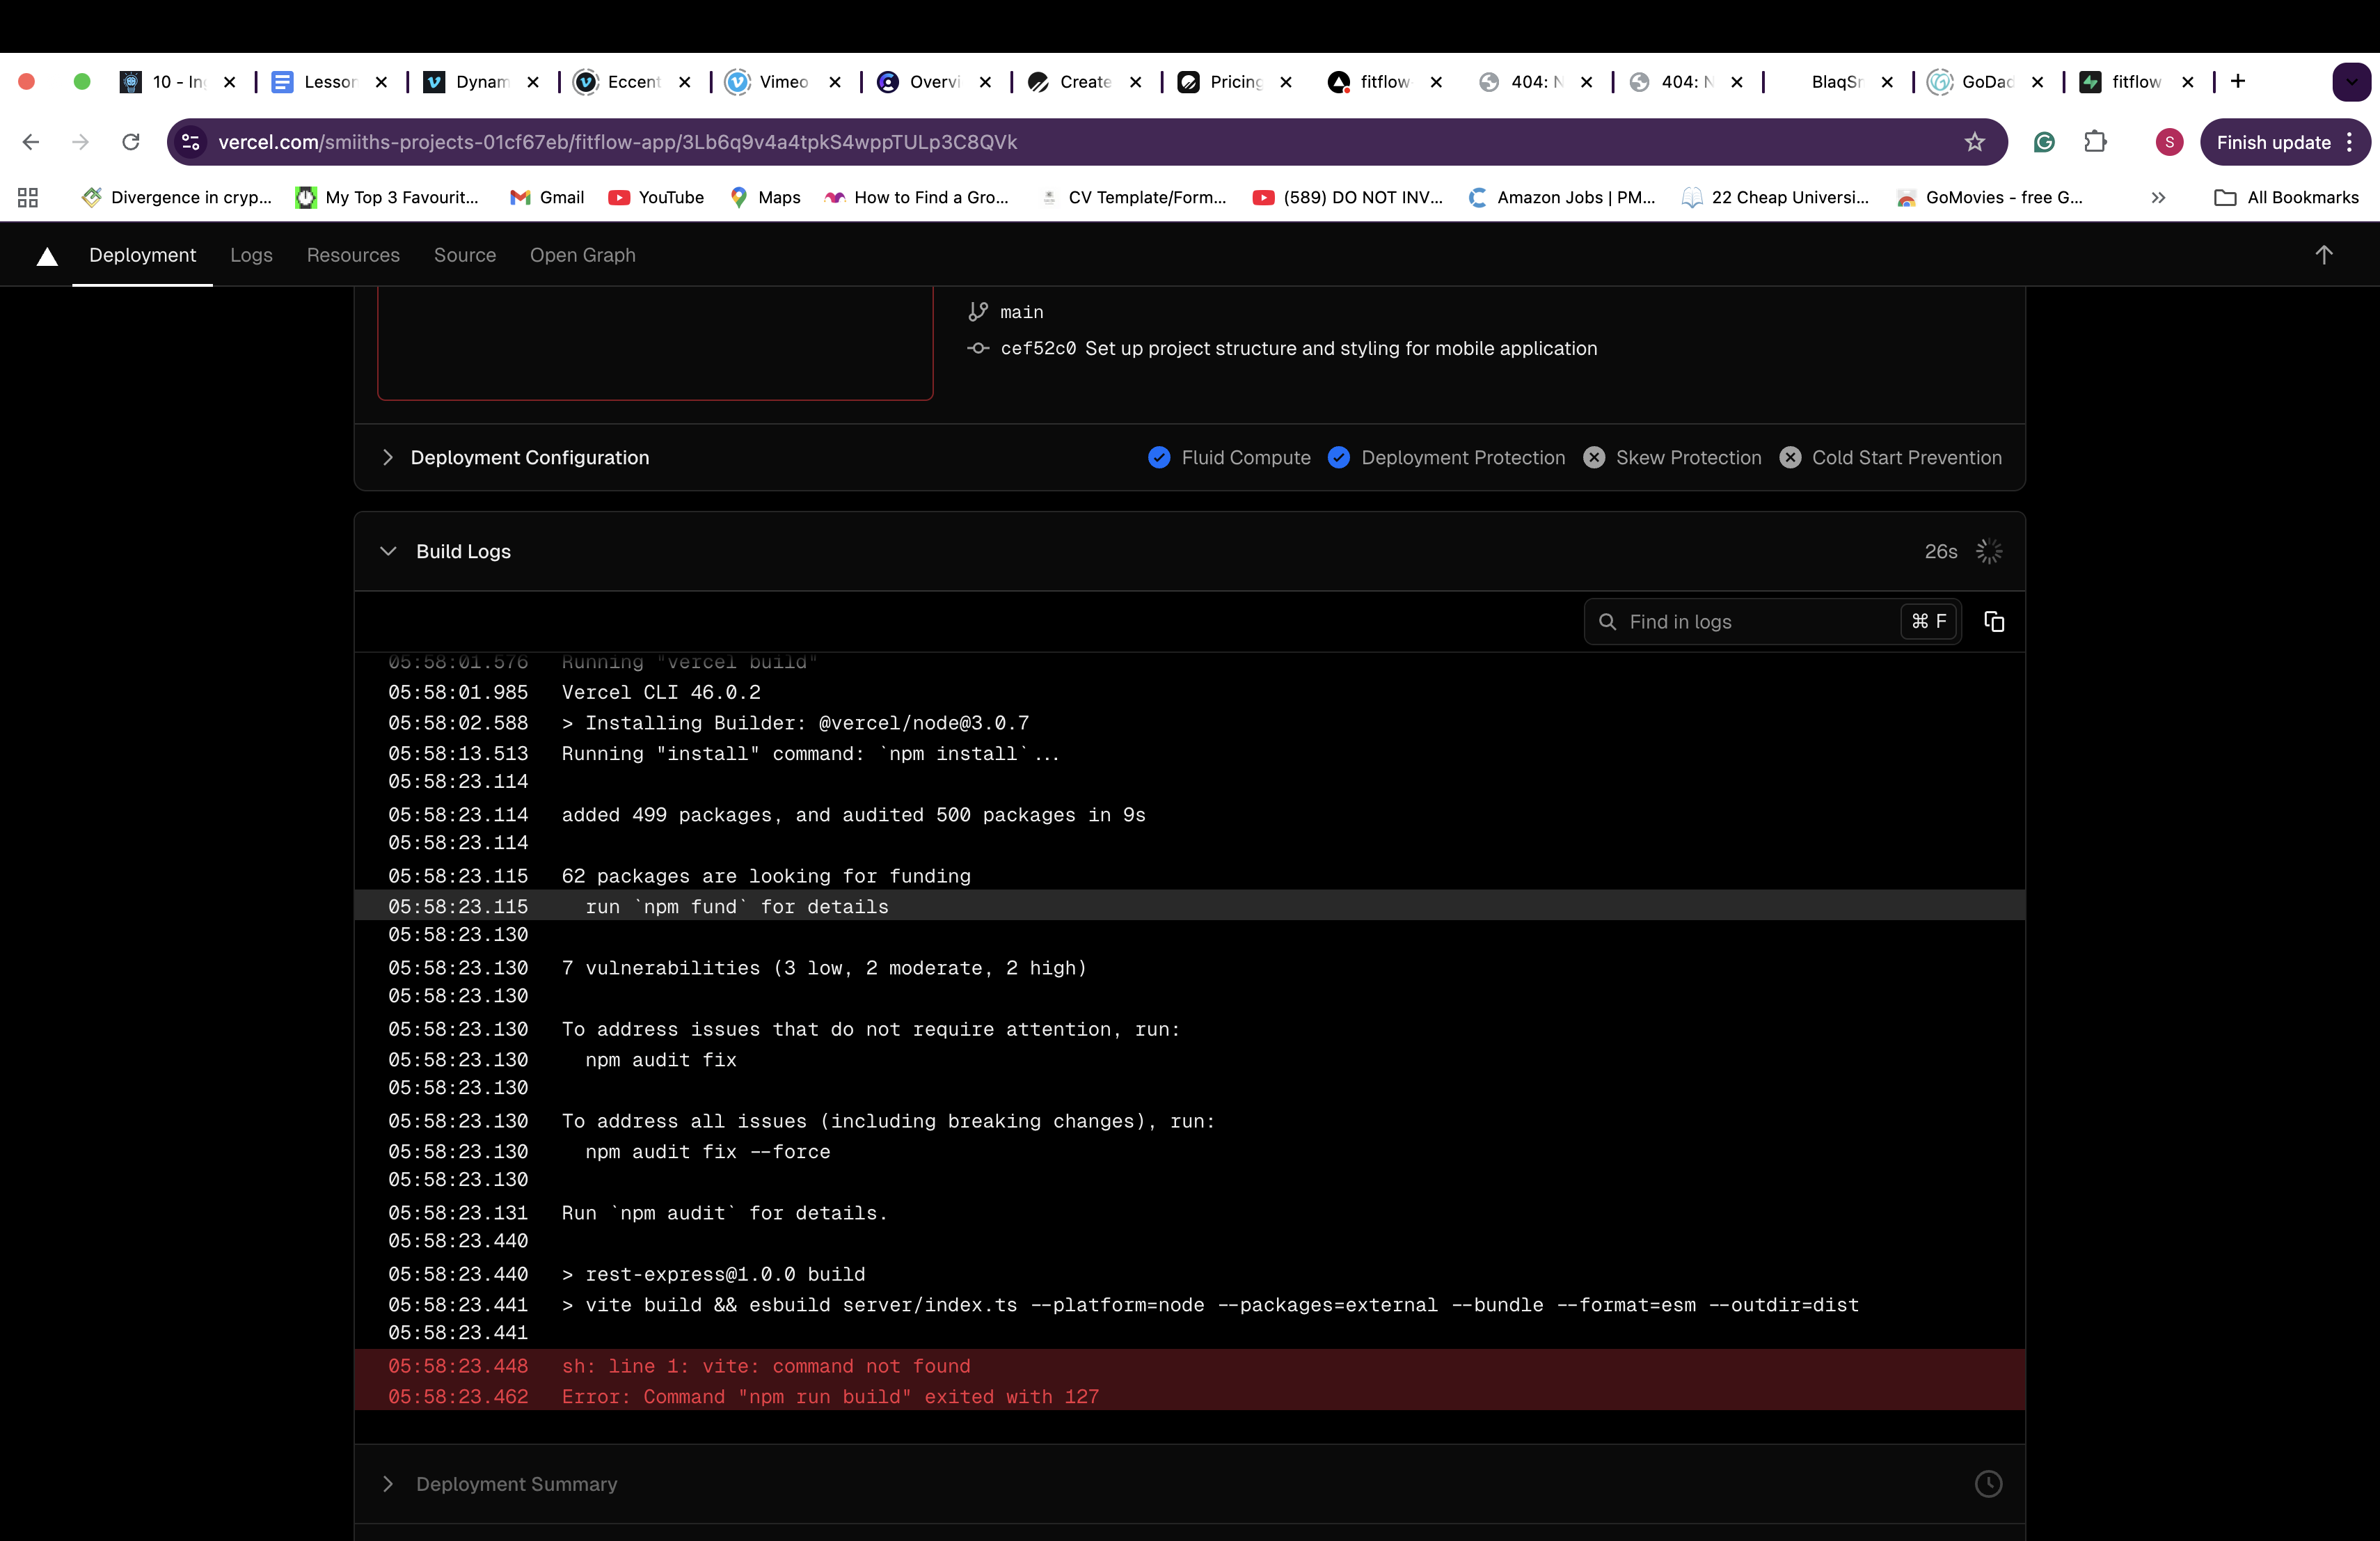 10 - In
Lesson
Dynam
Eccent
Vimeo
Overvi
Create
Pricing
fitflow
404: N
404: N
BlaqSr
GoDad
fitflow
vercel.com/smiiths-projects-01cf67eb/fitflow-app/3Lb6q9v4a4tpkS4wppTULp3C8QVk
S
Finish update
Divergence in cryp...
My Top 3 Favourit...
Gmail
YouTube
Maps
How to Find a Gro...
CV Template/Form...
(589) DO NOT INV...
Amazon Jobs | PM...
22 Cheap Universi...
GoMovies - free G...
All Bookmarks
Deployment Logs Resources Source Open Graph
main
cef52c0 Set up project structure and styling for mobile application
Deployment Configuration
Fluid Compute Deployment Protection Skew Protection Cold Start Prevention
Build Logs
26s
Find in logs ⌘ F
05:58:01.576 Running "vercel build"
05:58:01.985 Vercel CLI 46.0.2
05:58:02.588 > Installing Builder: @vercel/node@3.0.7
05:58:13.513 Running "install" command: `npm install`...
05:58:23.114
05:58:23.114 added 499 packages, and audited 500 packages in 9s
05:58:23.114
05:58:23.115 62 packages are looking for funding
05:58:23.115 run `npm fund` for details
05:58:23.130
05:58:23.130 7 vulnerabilities (3 low, 2 moderate, 2 high)
05:58:23.130
05:58:23.130 To address issues that do not require attention, run:
05:58:23.130 npm audit fix
05:58:23.130
05:58:23.130 To address all issues (including breaking changes), run:
05:58:23.130 npm audit fix --force
05:58:23.130
05:58:23.131 Run `npm audit` for details.
05:58:23.440
05:58:23.440 > rest-express@1.0.0 build
05:58:23.441 > vite build && esbuild server/index.ts --platform=node --packages=external --bundle --format=esm --outdir=dist
05:58:23.441
05:58:23.448 sh: line 1: vite: command not found
05:58:23.462 Error: Command "npm run build" exited with 127
Deployment Summary